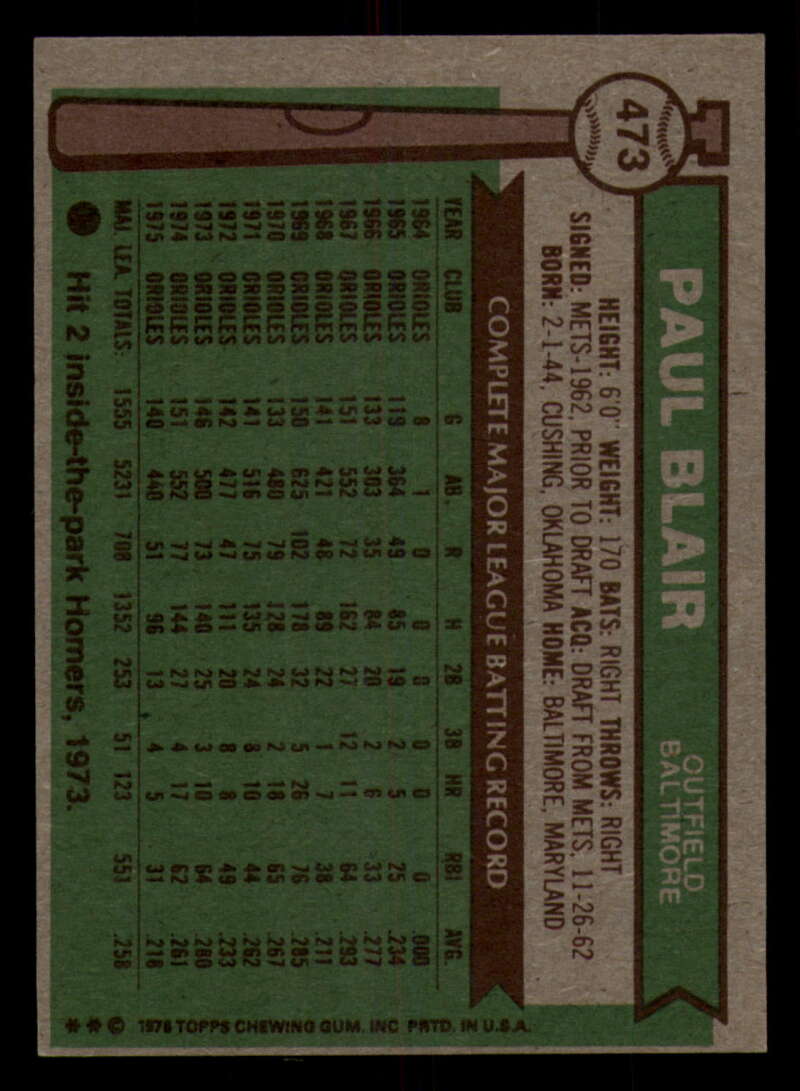 473
PAUL BLAIR
OUTFIELD
BALTIMORE
HEIGHT: 6'0" WEIGHT: 170 BATS: RIGHT THROWS: RIGHT
SIGNED: METS-1962, PRIOR TO DRAFT ACQ: DRAFT FROM METS, 11-26-62
BORN: 2-1-44, CUSHING, OKLAHOMA HOME: BALTIMORE, MARYLAND
COMPLETE MAJOR LEAGUE BATTING RECORD
YEAR CLUB G AB. R H 2B 3B HR RBI AVG.
1964 ORIOLES 8 1 0 0 0 0 0 0 .000
1965 ORIOLES 119 364 49 85 19 2 5 25 .234
1966 ORIOLES 133 303 35 84 20 2 6 33 .277
1967 ORIOLES 151 552 72 162 27 12 11 64 .293
1968 ORIOLES 141 421 48 89 22 1 7 38 .211
1969 ORIOLES 150 625 102 178 32 5 26 76 .285
1970 ORIOLES 133 480 79 128 24 2 18 65 .267
1971 ORIOLES 141 516 75 135 24 8 10 44 .262
1972 ORIOLES 142 477 47 111 20 8 8 49 .233
1973 ORIOLES 146 500 73 140 25 3 10 64 .280
1974 ORIOLES 151 552 77 144 27 4 17 62 .261
1975 ORIOLES 140 440 51 96 13 4 5 31 .218
MAJ. LEA. TOTALS: 1555 5231 708 1352 253 51 123 551 .258
Hit 2 inside-the-park Homers, 1973.
**© 1976 TOPPS CHEWING GUM, INC PRTD. IN U.S.A.